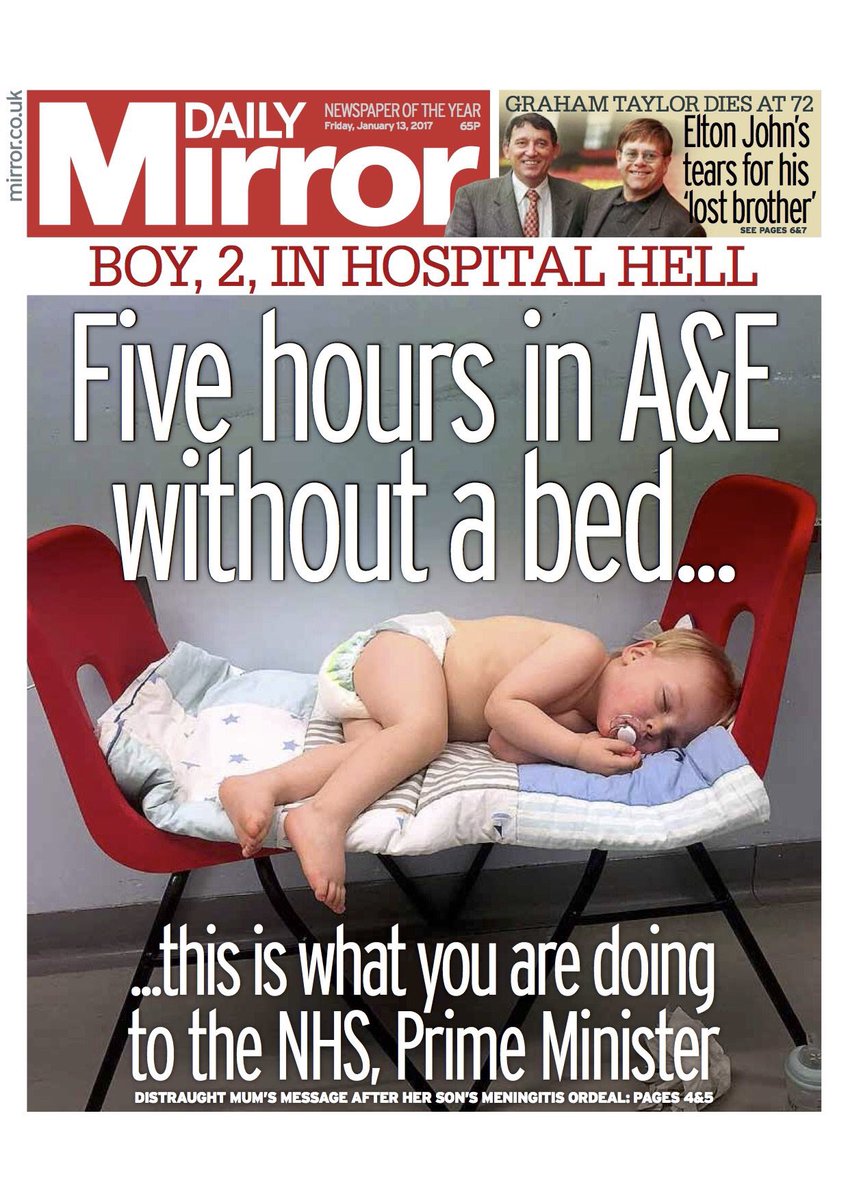 mirror.co.uk
DAILY
Mirror
NEWSPAPER OF THE YEAR
Friday, January 13, 2017 65P
GRAHAM TAYLOR DIES AT 72
Elton John's
tears for his
'lost brother'
SEE PAGES 6&7
BOY, 2, IN HOSPITAL HELL
Five hours in A&E
without a bed...
...this is what you are doing
to the NHS, Prime Minister
DISTRAUGHT MUM'S MESSAGE AFTER HER SON'S MENINGITIS ORDEAL: PAGES 4&5